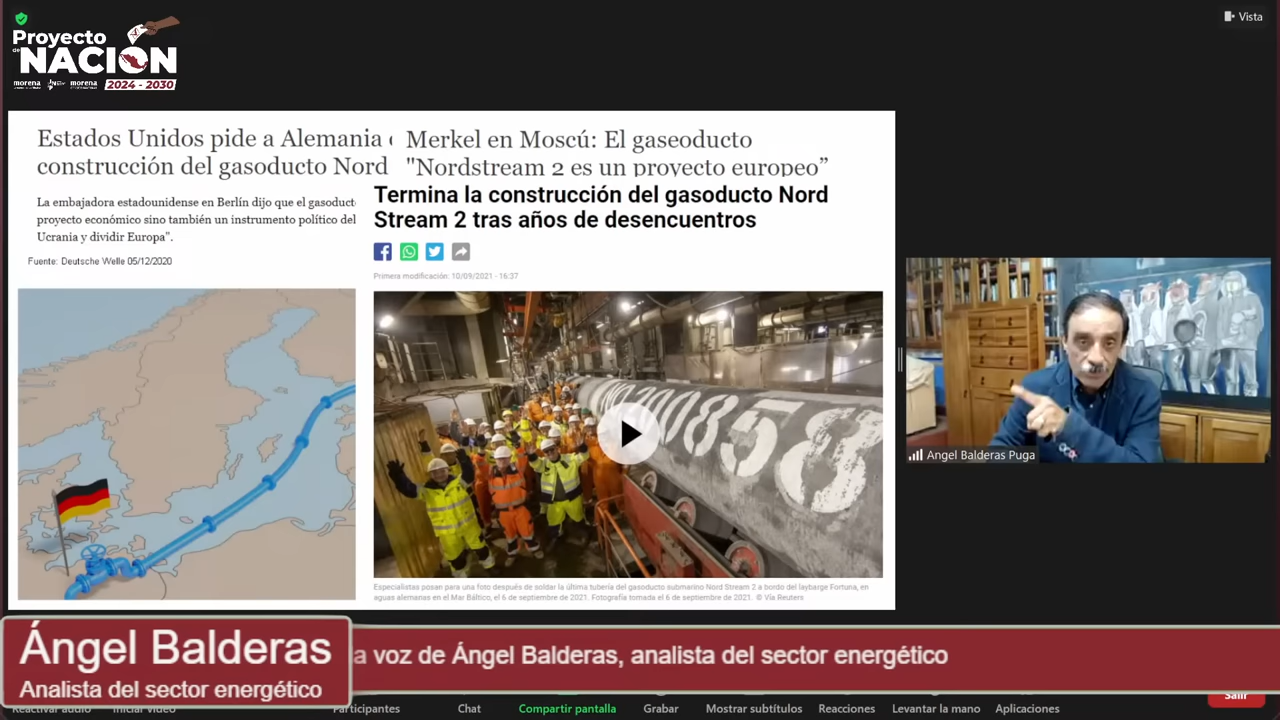 Vista
Proyecto
de NACIÓN
morena
morena
2024 - 2030
Estados Unidos pide a Alemania
construcción del gasoducto Nord
La embajadora estadounidense en Berlín dijo que el gasoducto
proyecto económico sino también un instrumento político del
Ucrania y dividir Europa”.
Fuente: Deutsche Welle 05/12/2020
Merkel en Moscú: El gaseoducto
"Nordstream 2 es un proyecto europeo”
Termina la construcción del gasoducto Nord
Stream 2 tras años de desencuentros
Primera modificación: 10/09/2021 - 16:37
200858
Especialistas posan para una foto después de soldar la última tubería del gasoducto submarino Nord Stream 2 a bordo del laybarge Fortuna, en
aguas alemanas en el Mar Báltico, el 6 de septiembre de 2021. Fotografía tomada el 6 de septiembre de 2021. © Vía Reuters
Angel Balderas Puga
Ángel Balderas
Analista del sector energético
a voz de Ángel Balderas, analista del sector energético
Reactivar audio Iniciar video Participantes Chat Compartir pantalla Grabar Mostrar subtítulos Reacciones Levantar la mano Aplicaciones Salir